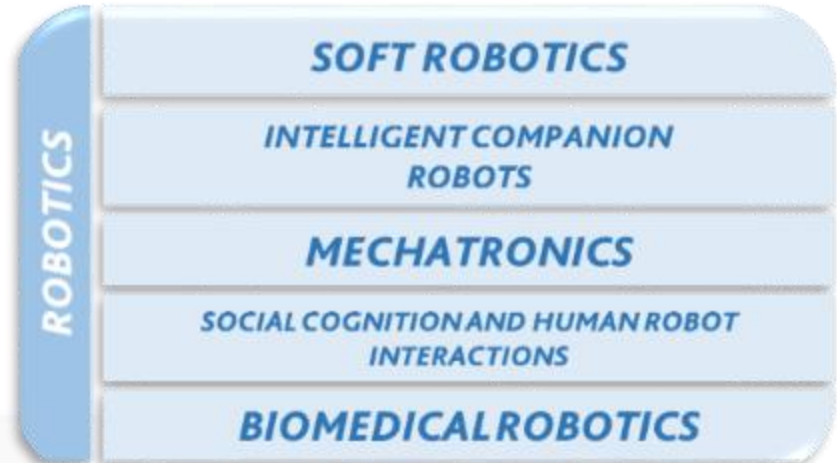 ROBOTICS
SOFT ROBOTICS
INTELLIGENT COMPANION
ROBOTS
MECHATRONICS
SOCIAL COGNITION AND HUMAN ROBOT
INTERACTIONS
BIOMEDICAL ROBOTICS